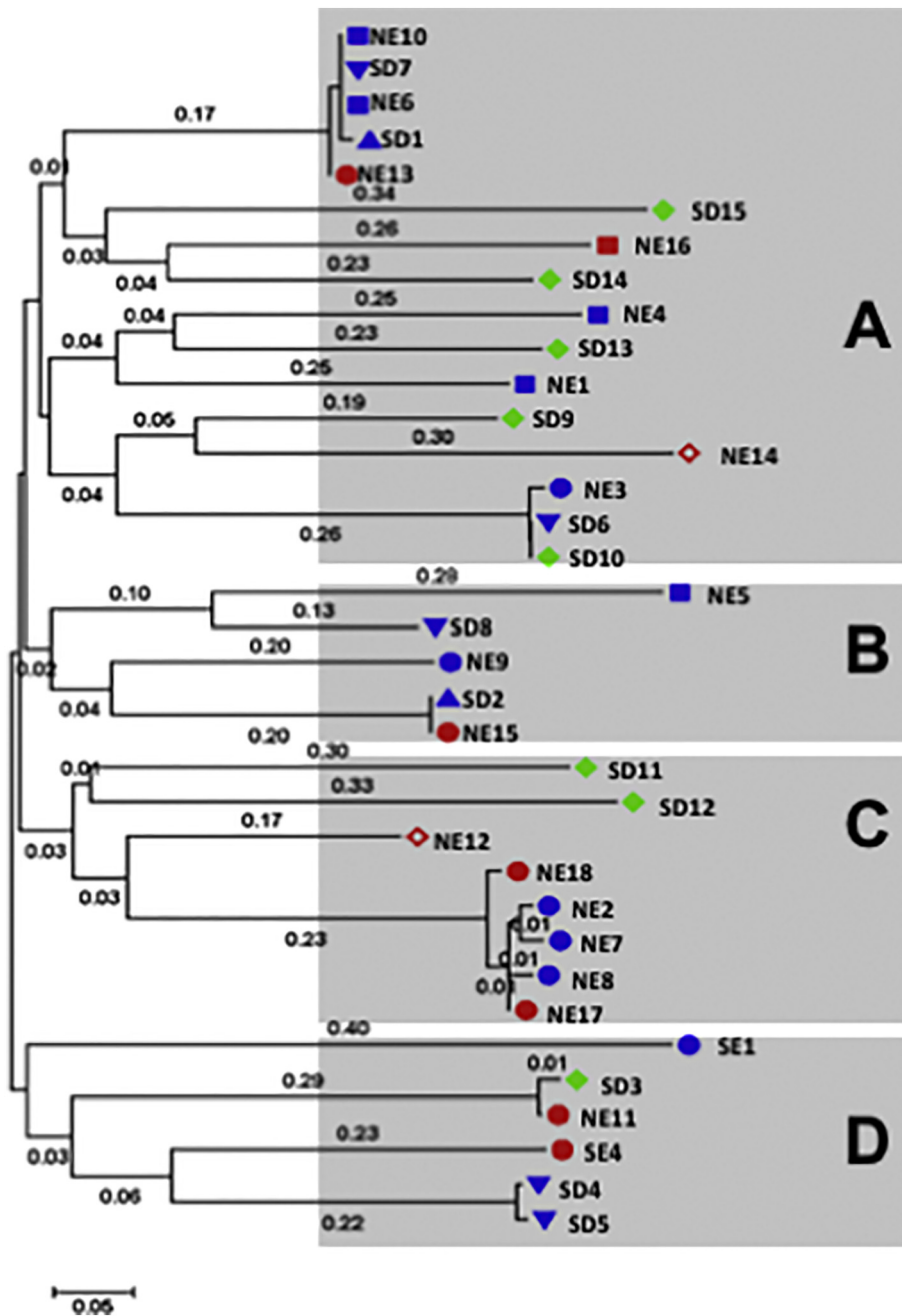 NE10
SD7
NE6
0.17
SD1
0.01
NE13
0.34
SD15
0.26
NE16
0.03
0.23
SD14
0.04
0.25
NE4
0.04
0.23
SD13
0.04
0.25
NE1
A
0.19
SD9
0.05
0.30
NE14
0.04
NE3
SD6
0.26
SD10
0.28
NE5
0.10
0.13
SD8
0.20
NE9
B
0.02
SD2
0.04
0.20
NE15
0.30
SD11
0.01
0.33
SD12
0.17
NE12
C
0.03
NE18
0.03
NE2
0.01
0.23
NE7
0.01
NE8
0.01
NE17
0.40
SE1
0.01
SD3
0.29
NE11
0.23
SE4
D
0.03
SD4
0.06
0.22
SD5
0.05